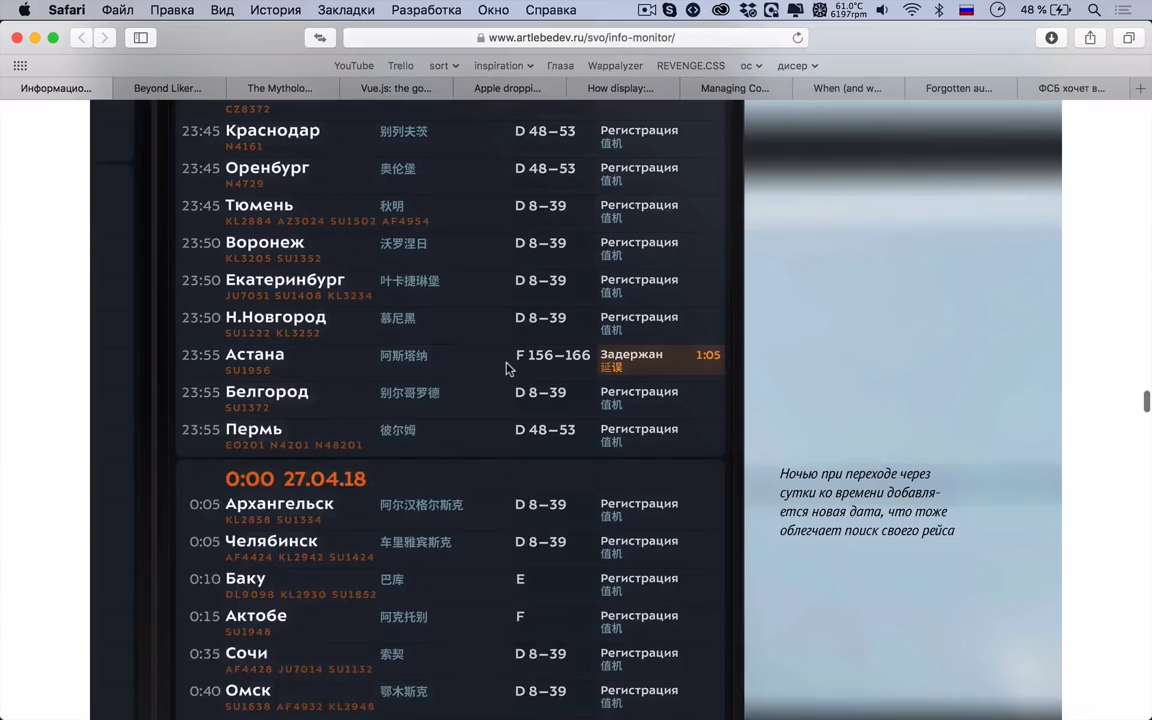 Safari Файл Правка Вид История Закладки Разработка Окно Справка 61.0°C 6197rpm 48 %
www.artlebedev.ru/svo/info-monitor/
YouTube Trello sort inspiration Глаза Wappalyzer REVENGE.CSS ос дисер
Информацио... Beyond Liker... The Mytholo... Vue.js: the go... Apple droppi... How display:... Managing Co... When (and w... Forgotten au... ФСБ хочет в...
CZ8372
23:45 Краснодар 别列夫茨 D 48–53 Регистрация
N4161 值机
23:45 Оренбург 奥伦堡 D 48–53 Регистрация
N4729 值机
23:45 Тюмень 秋明 D 8–39 Регистрация
KL2884 AZ3024 SU1502 AF4954 值机
23:50 Воронеж 沃罗涅日 D 8–39 Регистрация
KL3205 SU1352 值机
23:50 Екатеринбург 叶卡捷琳堡 D 8–39 Регистрация
JU7051 SU1408 KL3234 值机
23:50 Н.Новгород 慕尼黑 D 8–39 Регистрация
SU1222 KL3252 值机
23:55 Астана 阿斯塔纳 F 156–166 Задержан 1:05
SU1956 延误
23:55 Белгород 别尔哥罗德 D 8–39 Регистрация
SU1372 值机
23:55 Пермь 彼尔姆 D 48–53 Регистрация
EO201 N4201 N48201 值机
0:00 27.04.18
0:05 Архангельск 阿尔汉格尔斯克 D 8–39 Регистрация
KL2858 SU1334 值机
0:05 Челябинск 车里雅宾斯克 D 8–39 Регистрация
AF4424 KL2942 SU1424 值机
0:10 Баку 巴库 E Регистрация
DL9098 KL2930 SU1852 值机
0:15 Актобе 阿克托别 F Регистрация
SU1948 值机
0:35 Сочи 索契 D 8–39 Регистрация
AF4428 JU7014 SU1132 值机
0:40 Омск 鄂木斯克 D 8–39 Регистрация
SU1638 AF4932 KL2948 值机
Ночью при переходе через
сутки ко времени добавля-
ется новая дата, что тоже
облегчает поиск своего рейса